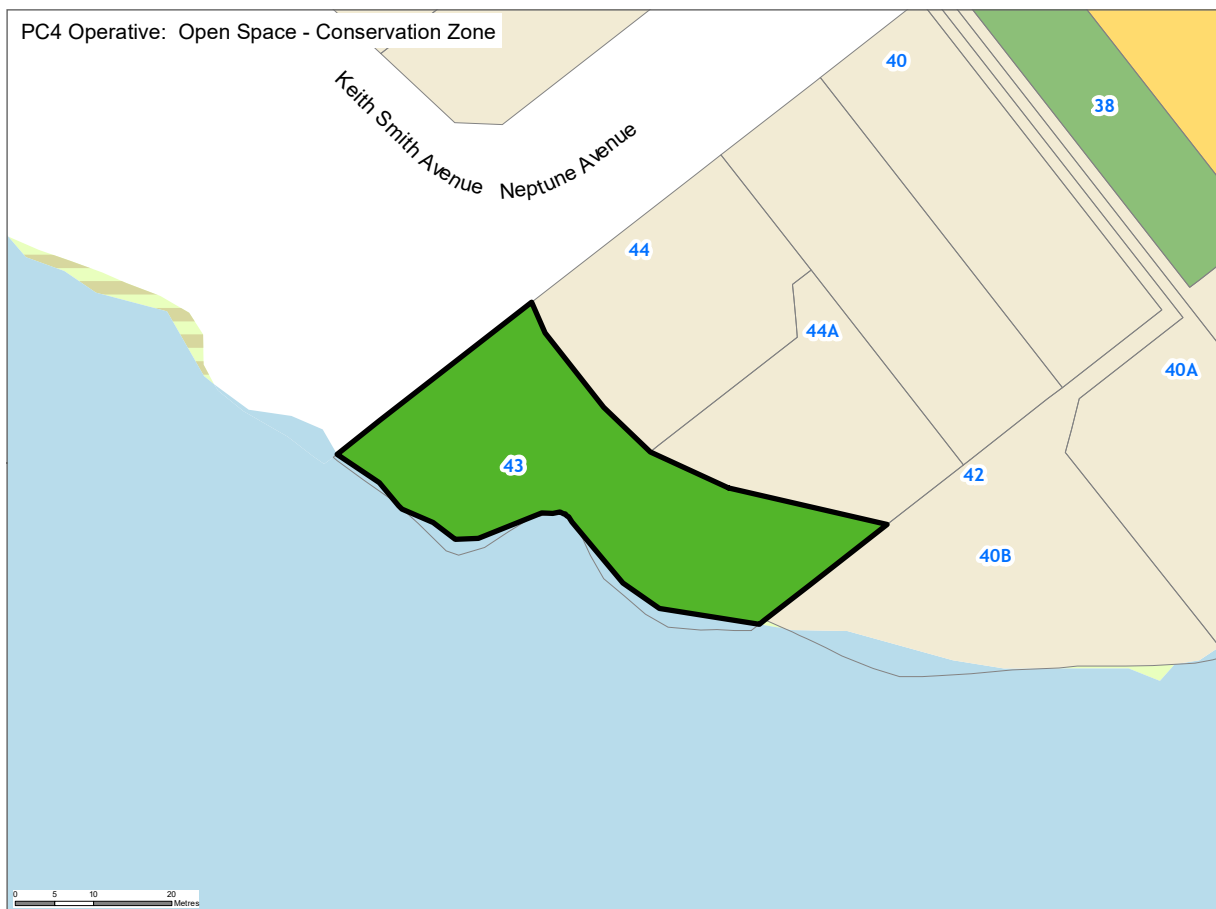 PC4 Operative: Open Space - Conservation Zone
40
38
Keith Smith Avenue
Neptune Avenue
44
44A
40A
43
42
40B
0 5 10 20
Metres